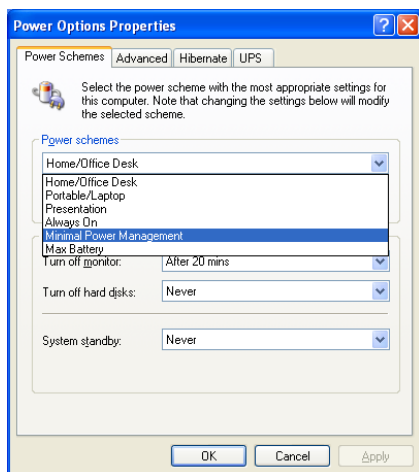 Power Options Properties
Power Schemes Advanced Hibernate UPS
Select the power scheme with the most appropriate settings for
this computer. Note that changing the settings below will modify
the selected scheme.
Power schemes
Home/Office Desk
Home/Office Desk
Portable/Laptop
Presentation
Always On
Minimal Power Management
Max Battery
Turn off monitor: After 20 mins
Turn off hard disks: Never
System standby: Never
OK Cancel Apply